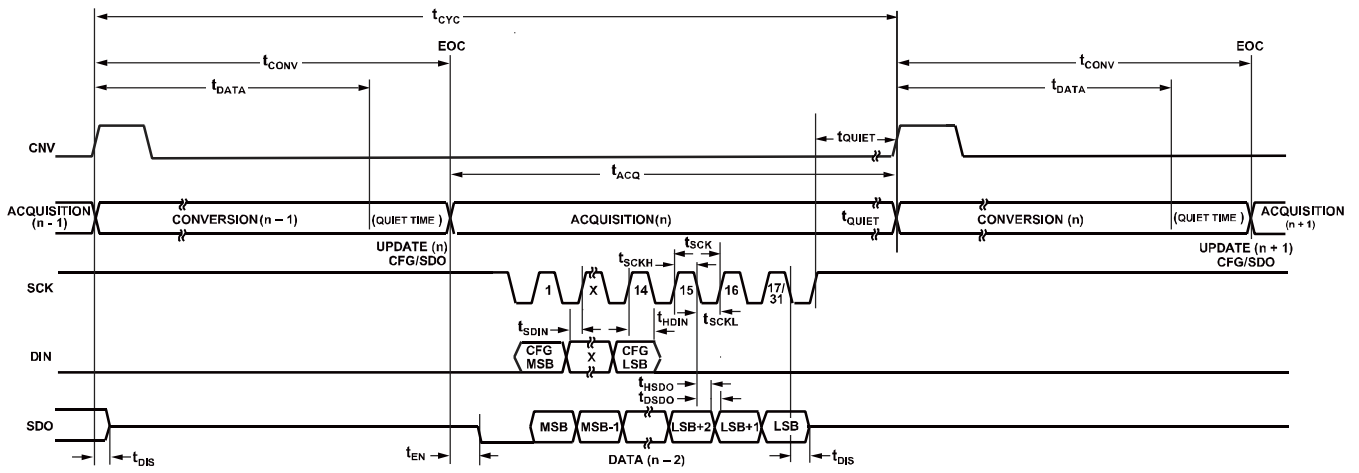 tCYC
EOC
EOC
tCONV
tCONV
tDATA
tDATA
tQUIET
CNV
tACQ
ACQUISITION
(n - 1)
CONVERSION (n – 1)
(QUIET TIME)
ACQUISITION (n)
tQUIET
CONVERSION (n)
(QUIET TIME)
ACQUISITION
(n + 1)
UPDATE (n)
CFG/SDO
tSCK
UPDATE (n + 1)
CFG/SDO
tSCKH
SCK
1
X
14
15
16
17/
31
tSDIN
tHDIN
tSCKL
DIN
CFG
MSB
X
CFG
LSB
tHSDO
tDSDO
SDO
MSB
MSB-1
LSB+2
LSB+1
LSB
tDIS
tEN
DATA (n – 2)
tDIS